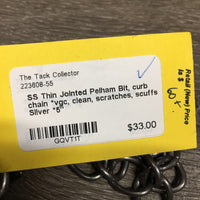 The Tack Collector
223608-55
SS Thin Jointed Pelham Bit, curb
chain *vgc, clean, scratches, scuffs
Silver *5"
$33.00
GQVT1T
Retail (New) Price
is $ 60+